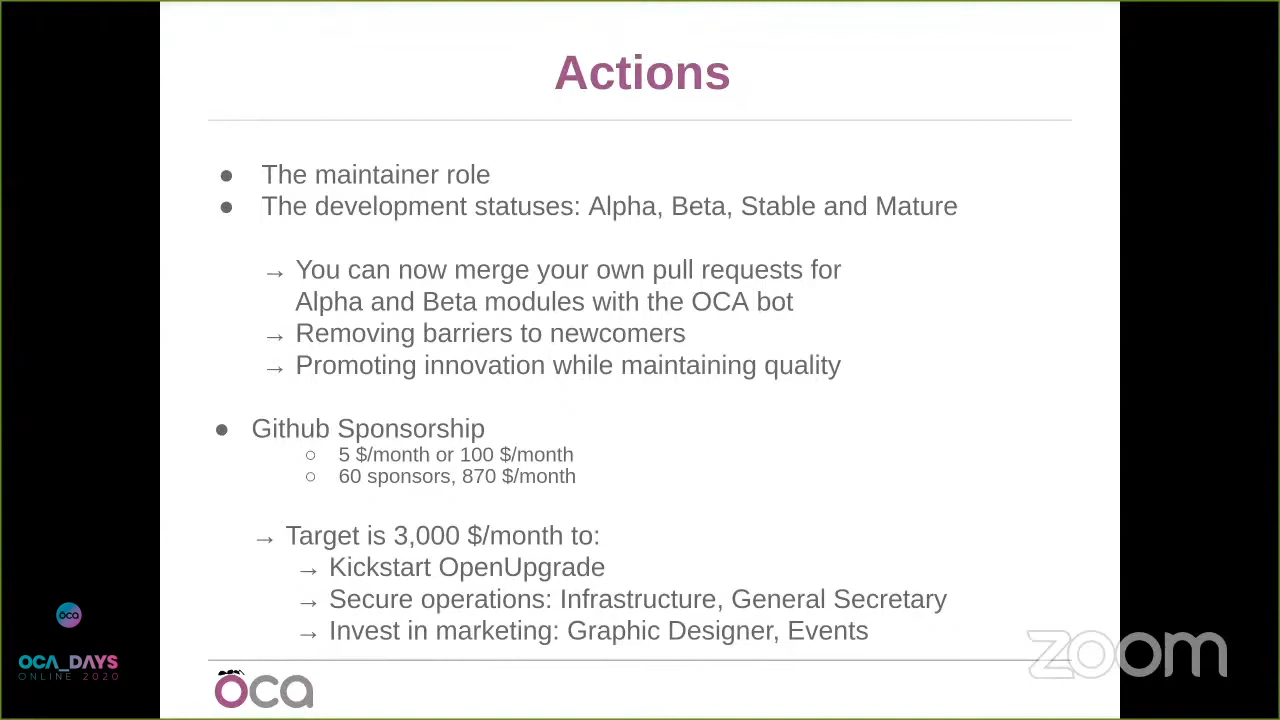 Actions
● The maintainer role
● The development statuses: Alpha, Beta, Stable and Mature
→ You can now merge your own pull requests for
Alpha and Beta modules with the OCA bot
→ Removing barriers to newcomers
→ Promoting innovation while maintaining quality
● Github Sponsorship
○ 5 $/month or 100 $/month
○ 60 sponsors, 870 $/month
→ Target is 3,000 $/month to:
→ Kickstart OpenUpgrade
→ Secure operations: Infrastructure, General Secretary
→ Invest in marketing: Graphic Designer, Events
oca
OCA_DAYS
ONLINE 2020
oca
zoom